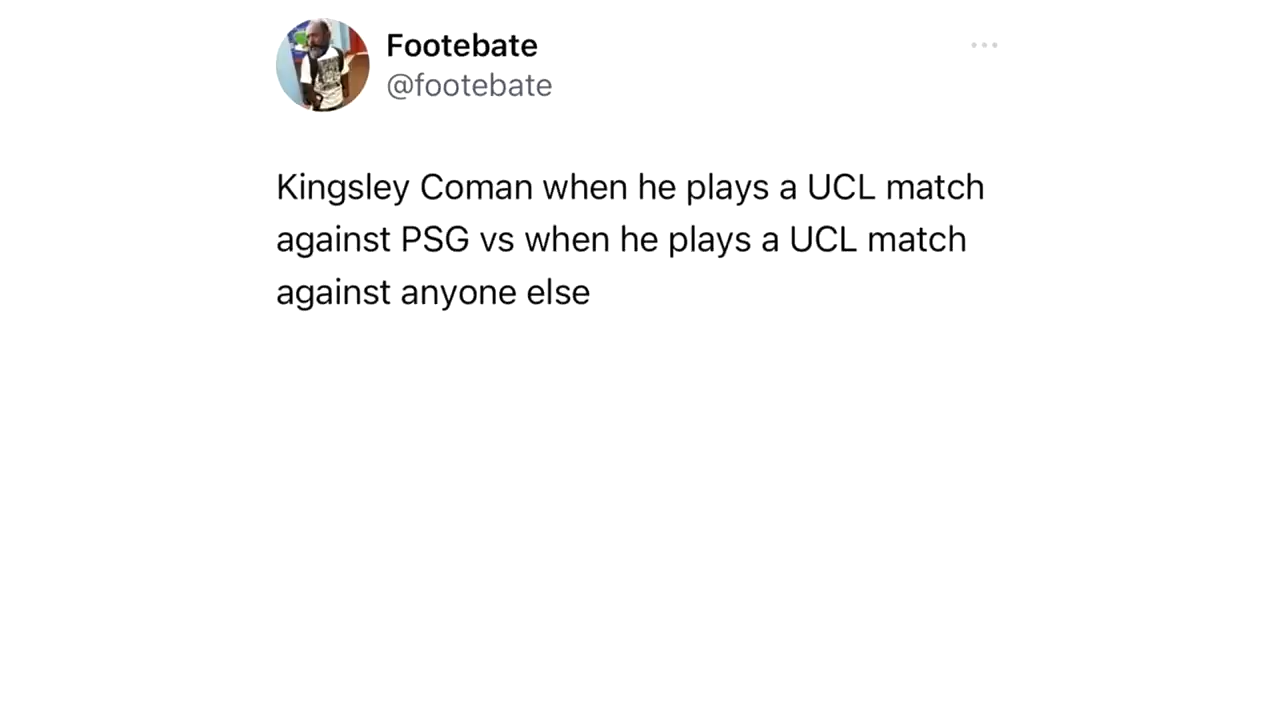 Footebate
@footebate
Kingsley Coman when he plays a UCL match
against PSG vs when he plays a UCL match
against anyone else